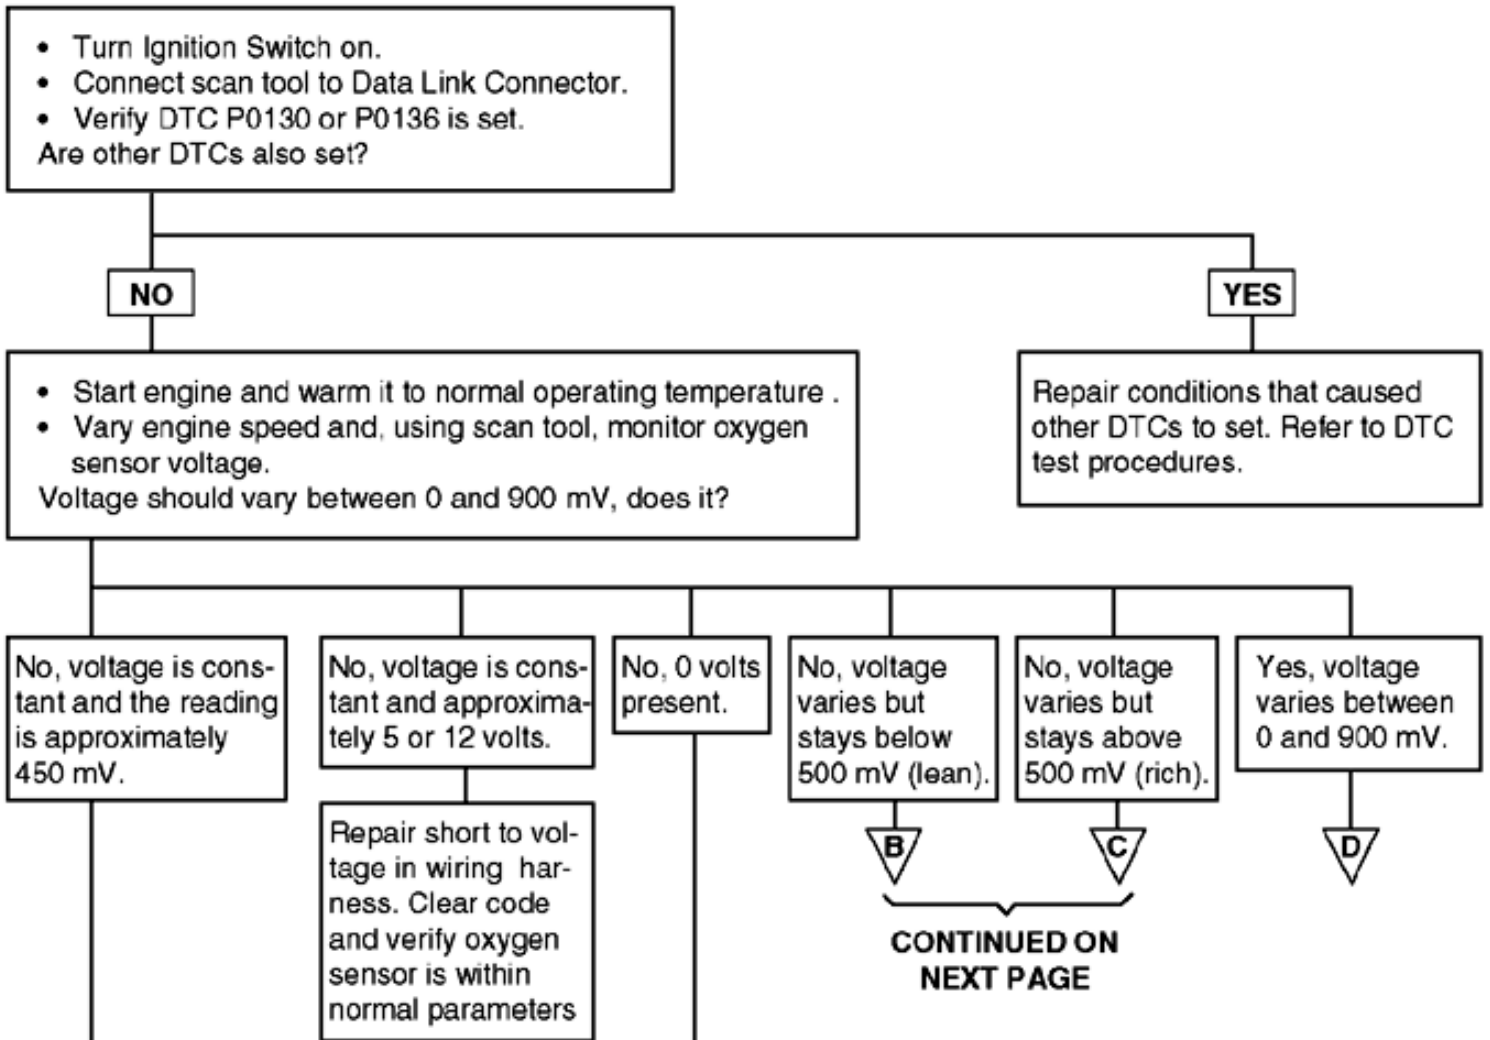 • Turn Ignition Switch on.
• Connect scan tool to Data Link Connector.
• Verify DTC P0130 or P0136 is set.
Are other DTCs also set?
NO
YES
• Start engine and warm it to normal operating temperature .
• Vary engine speed and, using scan tool, monitor oxygen
sensor voltage.
Voltage should vary between 0 and 900 mV, does it?
Repair conditions that caused
other DTCs to set. Refer to DTC
test procedures.
No, voltage is cons-
tant and the reading
is approximately
450 mV.
No, voltage is cons-
tant and approxima-
tely 5 or 12 volts.
No, 0 volts
present.
No, voltage
varies but
stays below
500 mV (lean).
No, voltage
varies but
stays above
500 mV (rich).
Yes, voltage
varies between
0 and 900 mV.
Repair short to vol-
tage in wiring har-
ness. Clear code
and verify oxygen
sensor is within
normal parameters
B
C
D
CONTINUED ON
NEXT PAGE